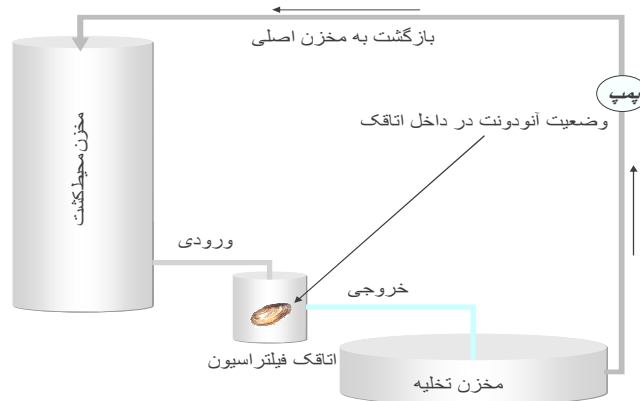 بازگشت به مخزن اصلی
پمپ
وضعیت آنودونت در داخل اتاقک
مخزن محیط کشت
ورودی
خروجی
اتاقک فیلتراسیون
مخزن تخلیه